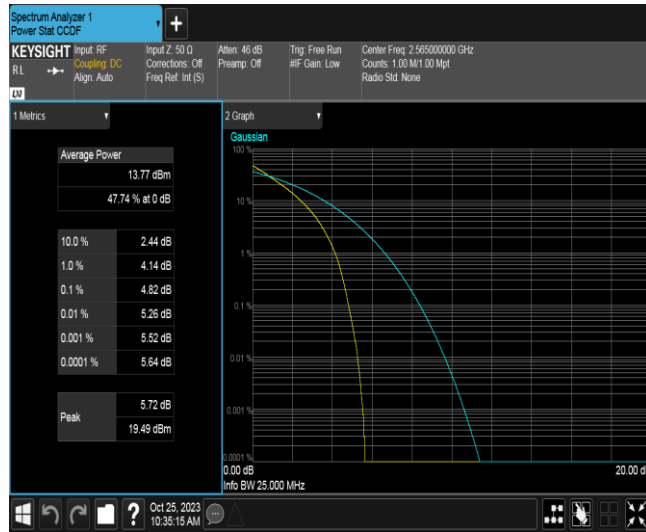 Spectrum Analyzer 1
Power Stat CCDF
+
KEYSIGHT
RL
LXI
Input: RF
Coupling: DC
Align: Auto
Input Z: 50 Ω
Corrections: Off
Freq Ref: Int (S)
Atten: 46 dB
Preamp: Off
Trig: Free Run
#IF Gain: Low
Center Freq: 2.565000000 GHz
Counts: 1.00 M/1.00 Mpt
Radio Std: None
1 Metrics
Average Power
13.77 dBm
47.74 % at 0 dB
10.0 % 2.44 dB
1.0 % 4.14 dB
0.1 % 4.82 dB
0.01 % 5.26 dB
0.001 % 5.52 dB
0.0001 % 5.64 dB
Peak
5.72 dB
19.49 dBm
2 Graph
Gaussian
100 %
10 %
1 %
0.1 %
0.01 %
0.001 %
0.0001 %
0.00 dB
20.00 d
Info BW 25.000 MHz
?
Oct 25, 2023
10:35:15 AM